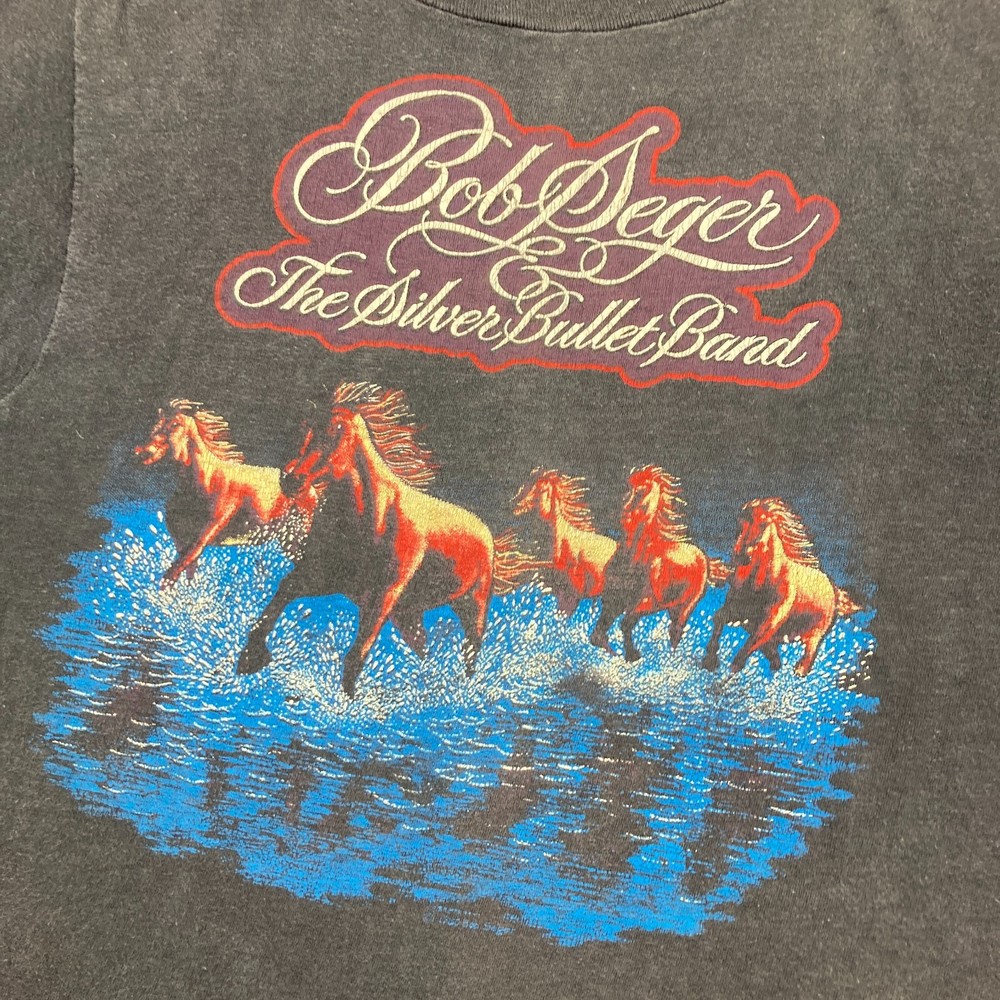 Bob Seger
&
The Silver Bullet Band